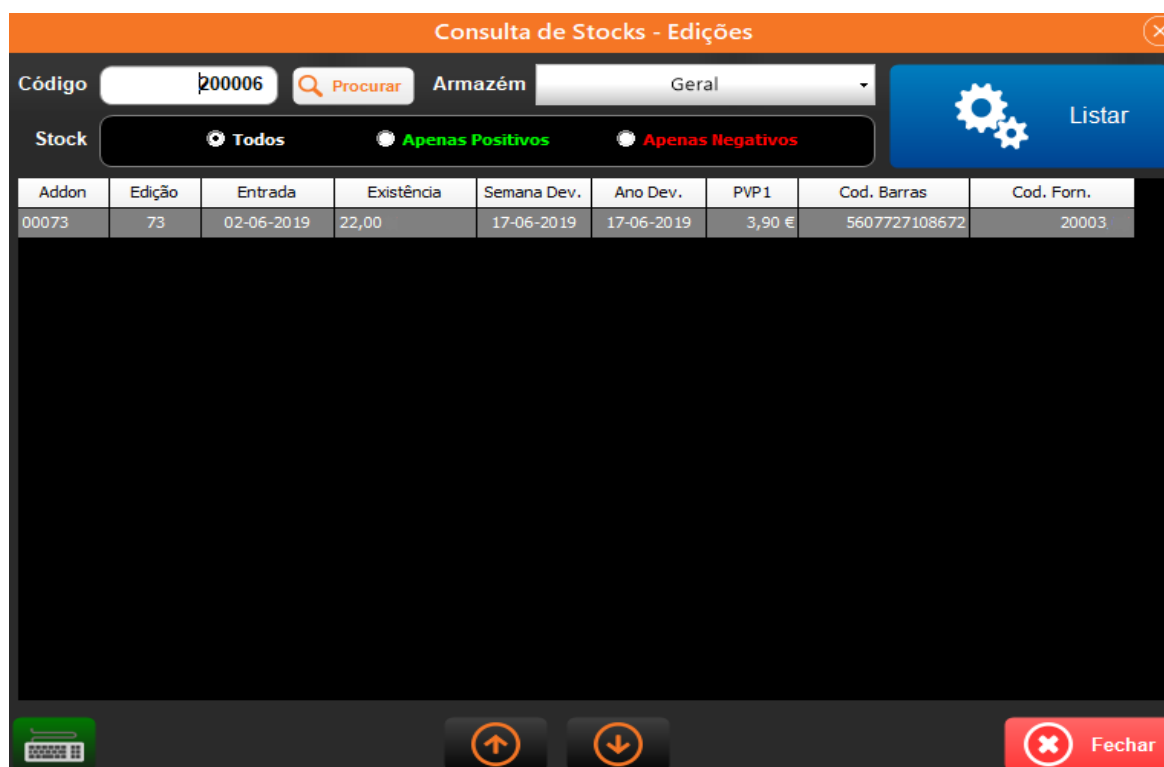 Consulta de Stocks - Edições
Código 200006 Procurar Armazém Geral
Listar
Stock Todos Apenas Positivos Apenas Negativos
Addon Edição Entrada Existência Semana Dev. Ano Dev. PVP1 Cod. Barras Cod. Forn.
00073 73 02-06-2019 22,00 17-06-2019 17-06-2019 3,90 € 5607727108672 20003
Fechar